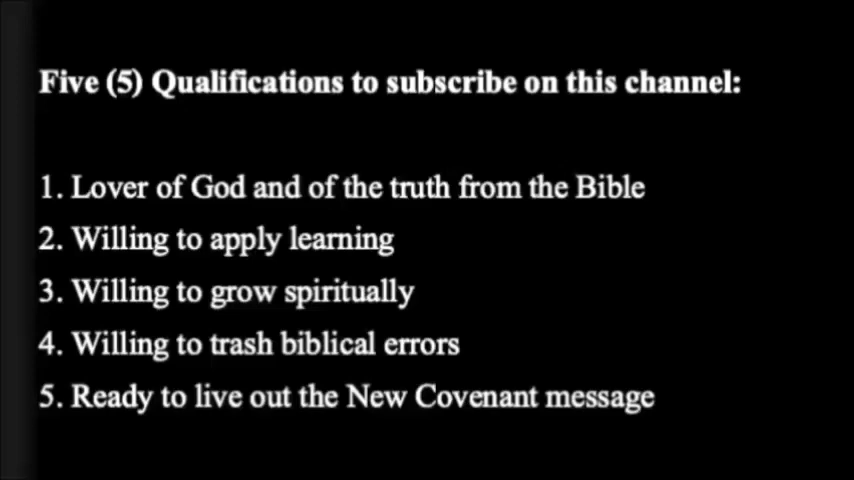 Five (5) Qualifications to subscribe on this channel:
1. Lover of God and of the truth from the Bible
2. Willing to apply learning
3. Willing to grow spiritually
4. Willing to trash biblical errors
5. Ready to live out the New Covenant message